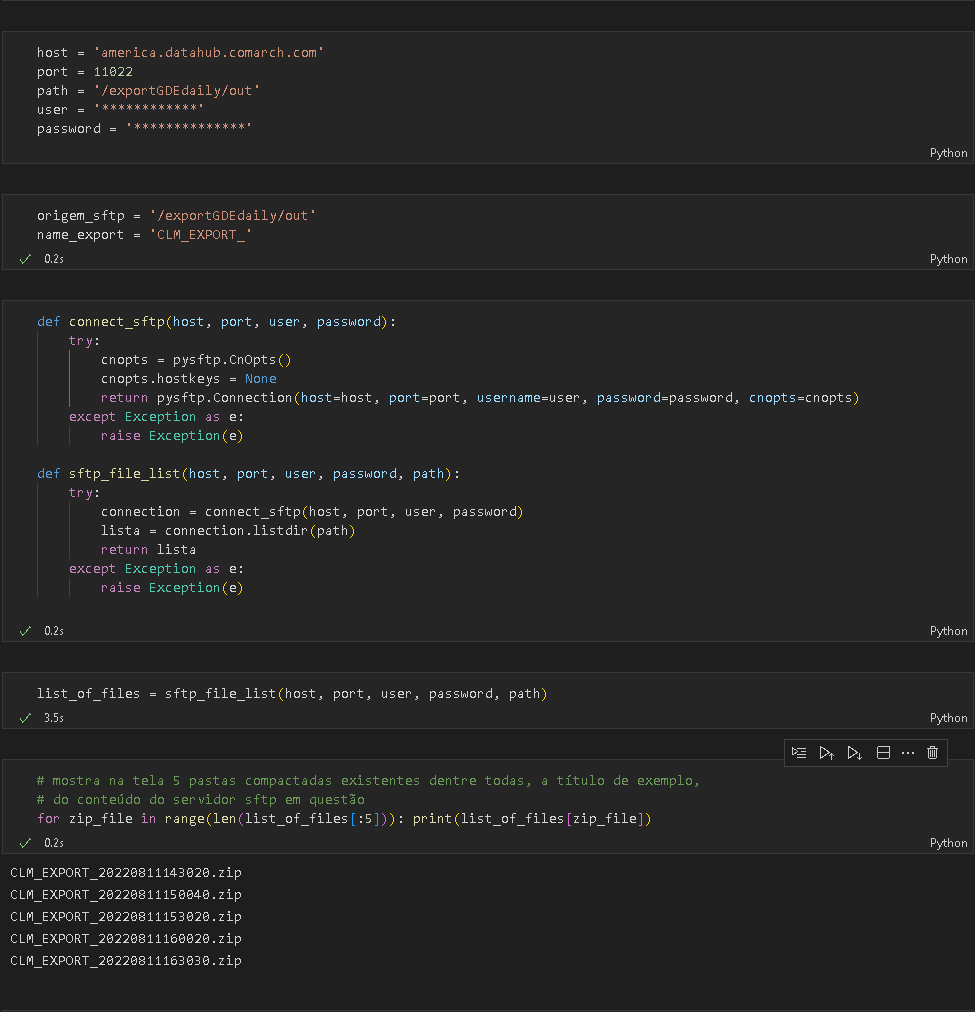 host = 'america.datahub.comarch.com'
port = 11022
path = '/exportGDEdaily/out'
user = '************'
password = '**************'
Python
origem_sftp = '/exportGDEdaily/out'
name_export = 'CLM_EXPORT_'
✓ 0.2s Python
def connect_sftp(host, port, user, password):
    try:
        cnopts = pysftp.CnOpts()
        cnopts.hostkeys = None
        return pysftp.Connection(host=host, port=port, username=user, password=password, cnopts=cnopts)
    except Exception as e:
        raise Exception(e)
def sftp_file_list(host, port, user, password, path):
    try:
        connection = connect_sftp(host, port, user, password)
        lista = connection.listdir(path)
        return lista
    except Exception as e:
        raise Exception(e)
✓ 0.2s Python
list_of_files = sftp_file_list(host, port, user, password, path)
✓ 3.5s Python
# mostra na tela 5 pastas compactadas existentes dentre todas, a título de exemplo,
# do conteúdo do servidor sftp em questão
for zip_file in range(len(list_of_files[:5])): print(list_of_files[zip_file])
✓ 0.2s Python
CLM_EXPORT_20220811143020.zip
CLM_EXPORT_20220811150040.zip
CLM_EXPORT_20220811153020.zip
CLM_EXPORT_20220811160020.zip
CLM_EXPORT_20220811163030.zip